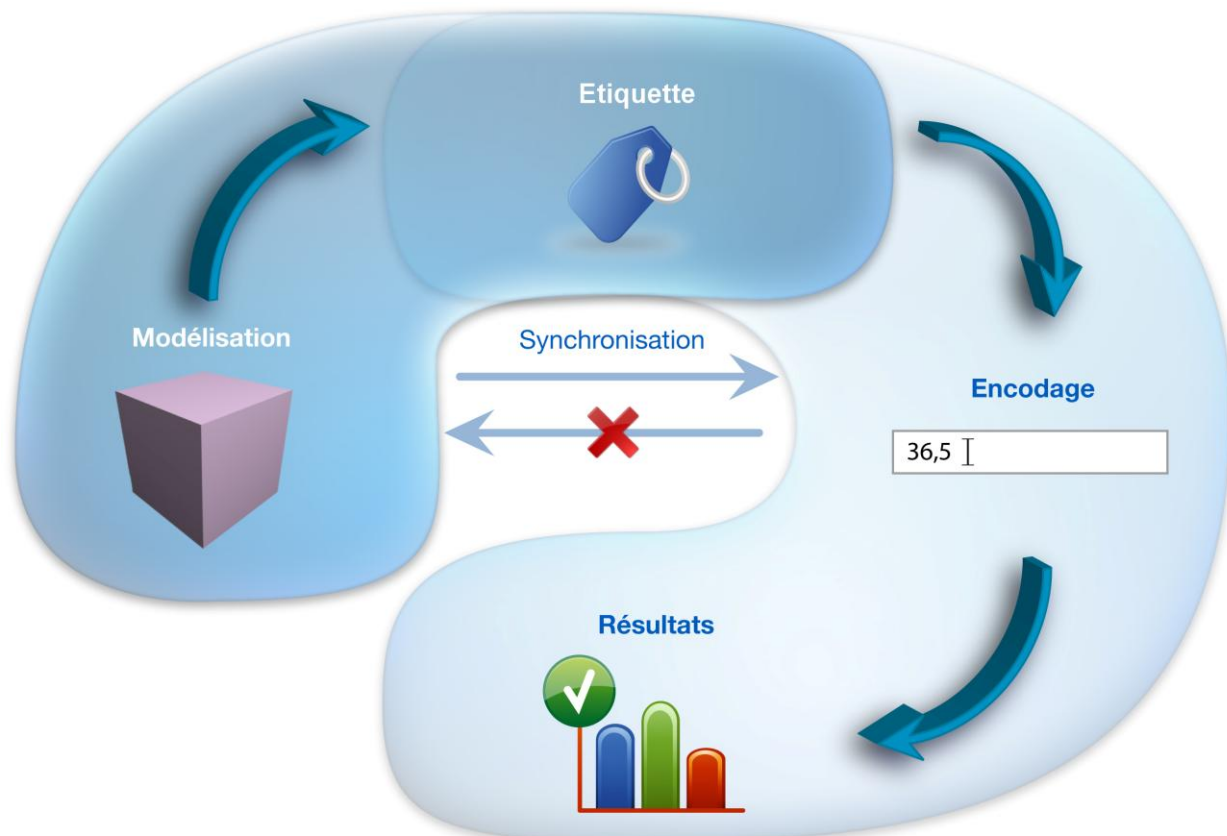 Etiquette
Modélisation
Synchronisation
Encodage
36,5
Résultats